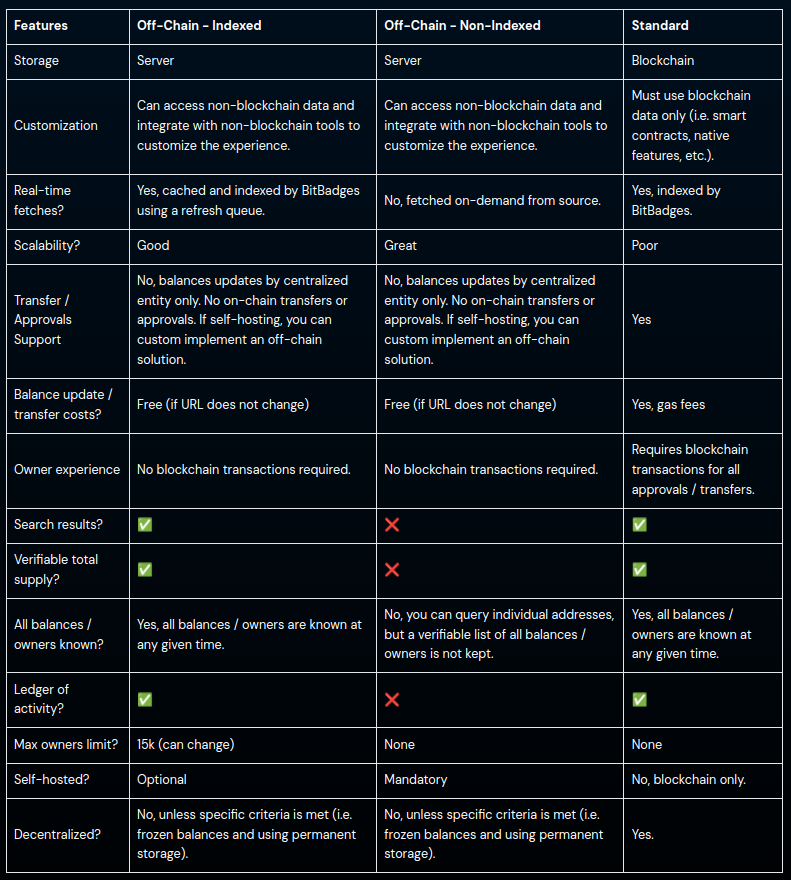 Features Off-Chain - Indexed Off-Chain - Non-Indexed Standard
Storage Server Server Blockchain
Customization
Can access non-blockchain data and
integrate with non-blockchain tools to
customize the experience.
Can access non-blockchain data and
integrate with non-blockchain tools to
customize the experience.
Must use blockchain
data only (i.e. smart
contracts, native
features, etc.).
Real-time
fetches?
Yes, cached and indexed by BitBadges
using a refresh queue.
No, fetched on-demand from source.
Yes, indexed by
BitBadges.
Scalability? Good Great Poor
Transfer /
Approvals
Support
No, balances updates by centralized
entity only. No on-chain transfers or
approvals. If self-hosting, you can
custom implement an off-chain
solution.
No, balances updates by centralized
entity only. No on-chain transfers or
approvals. If self-hosting, you can
custom implement an off-chain
solution.
Yes
Balance update /
transfer costs?
Free (if URL does not change)
Free (if URL does not change)
Yes, gas fees
Owner experience
No blockchain transactions required.
No blockchain transactions required.
Requires blockchain
transactions for all
approvals / transfers.
Search results? ✅ ❌ ✅
Verifiable total
supply?
✅ ❌ ✅
All balances /
owners known?
Yes, all balances / owners are known at
any given time.
No, you can query individual addresses,
but a verifiable list of all balances /
owners is not kept.
Yes, all balances /
owners are known at
any given time.
Ledger of
activity?
✅ ❌ ✅
Max owners limit? 15k (can change) None None
Self-hosted? Optional Mandatory No, blockchain only.
Decentralized?
No, unless specific criteria is met (i.e.
frozen balances and using permanent
storage).
No, unless specific criteria is met (i.e.
frozen balances and using permanent
storage).
Yes.